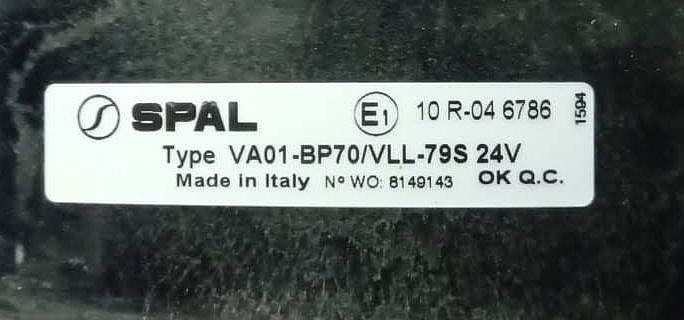 SPAL E1 10 R-04 6786
1594
Type VA01-BP70/VLL-79S 24V
Made in Italy N° WO: 8149143 OK Q.C.